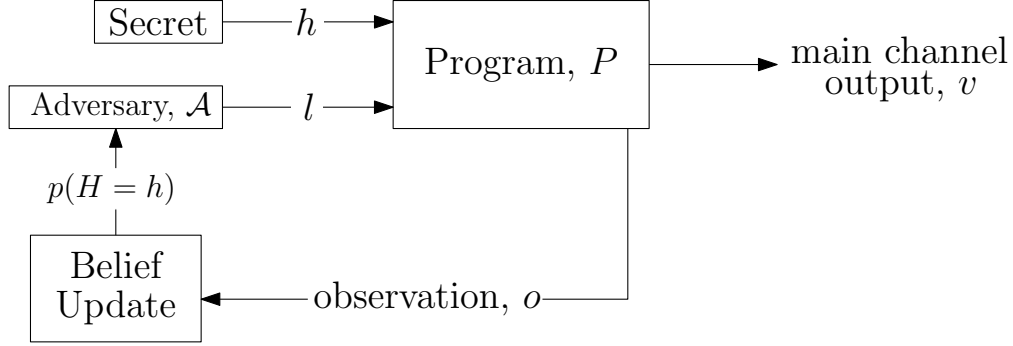 Secret
h
Program, P
main channel
output, v
Adversary, 𝒜
l
p(H = h)
Belief
Update
observation, o